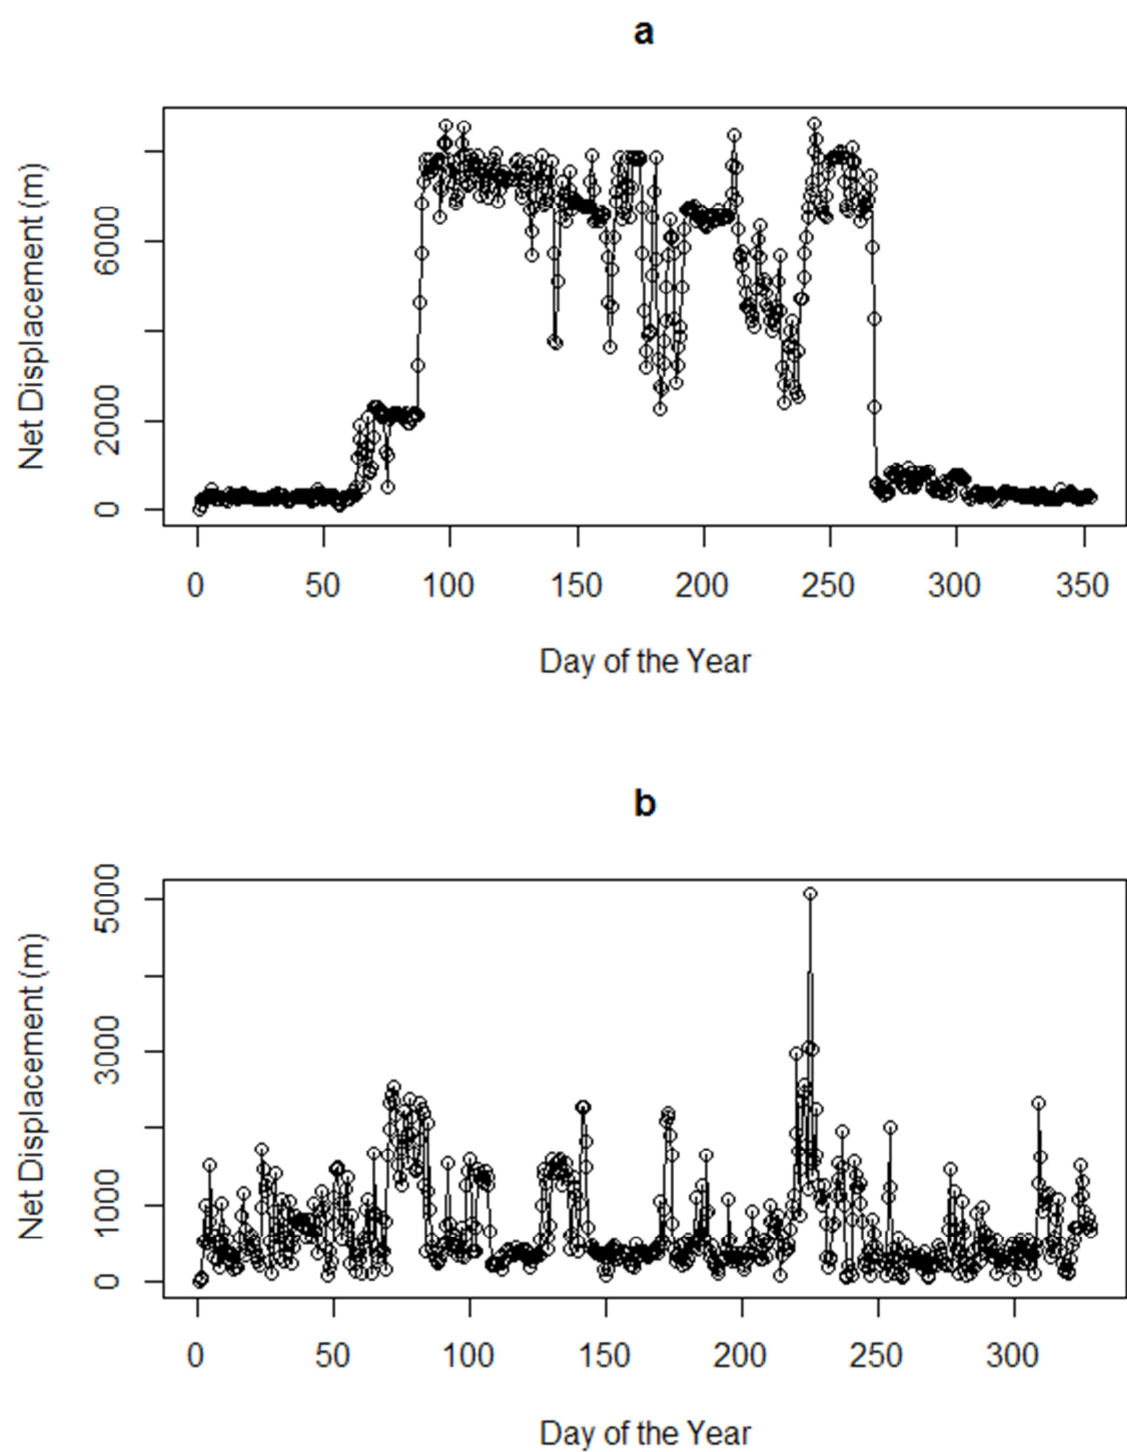 a
Net Displacement (m)
6000
2000
0
0 50 100 150 200 250 300 350
Day of the Year
b
Net Displacement (m)
5000
3000
1000
0
0 50 100 150 200 250 300
Day of the Year